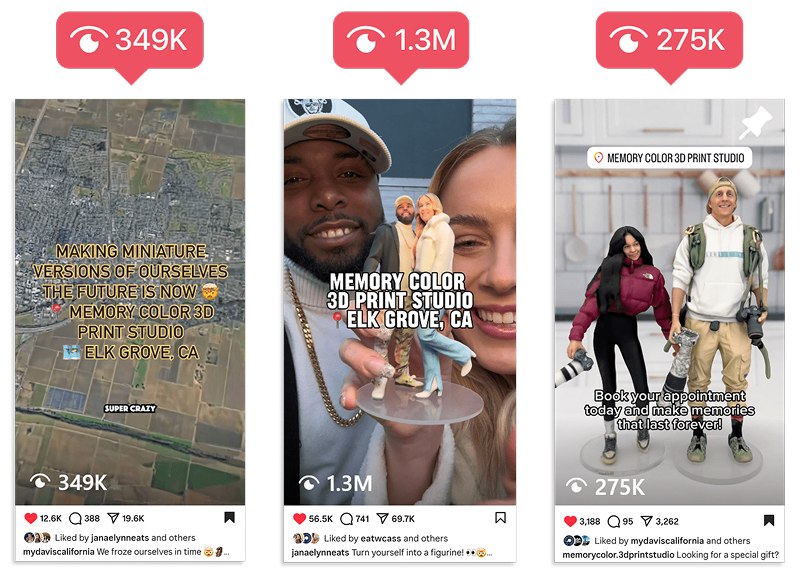 349K
1.3M
275K
MAKING MINIATURE
VERSIONS OF OURSELVES
THE FUTURE IS NOW 🤯
📍 MEMORY COLOR 3D
PRINT STUDIO
🗺️ ELK GROVE, CA
SUPER CRAZY
349K
12.6K 388 19.6K
Liked by janaelynneats and others
mydaviscalifornia We froze ourselves in time 🤯...
MEMORY COLOR
3D PRINT STUDIO
📍ELK GROVE, CA
1.3M
56.5K 741 69.7K
Liked by eatwcass and others
janaelynneats Turn yourself into a figurine! 👀🤯...
MEMORY COLOR 3D PRINT STUDIO
Book your appointment
today and make memories
that last forever!
275K
3,188 95 3,262
Liked by mydaviscalifornia and others
memorycolor.3dprintstudio Looking for a special gift?